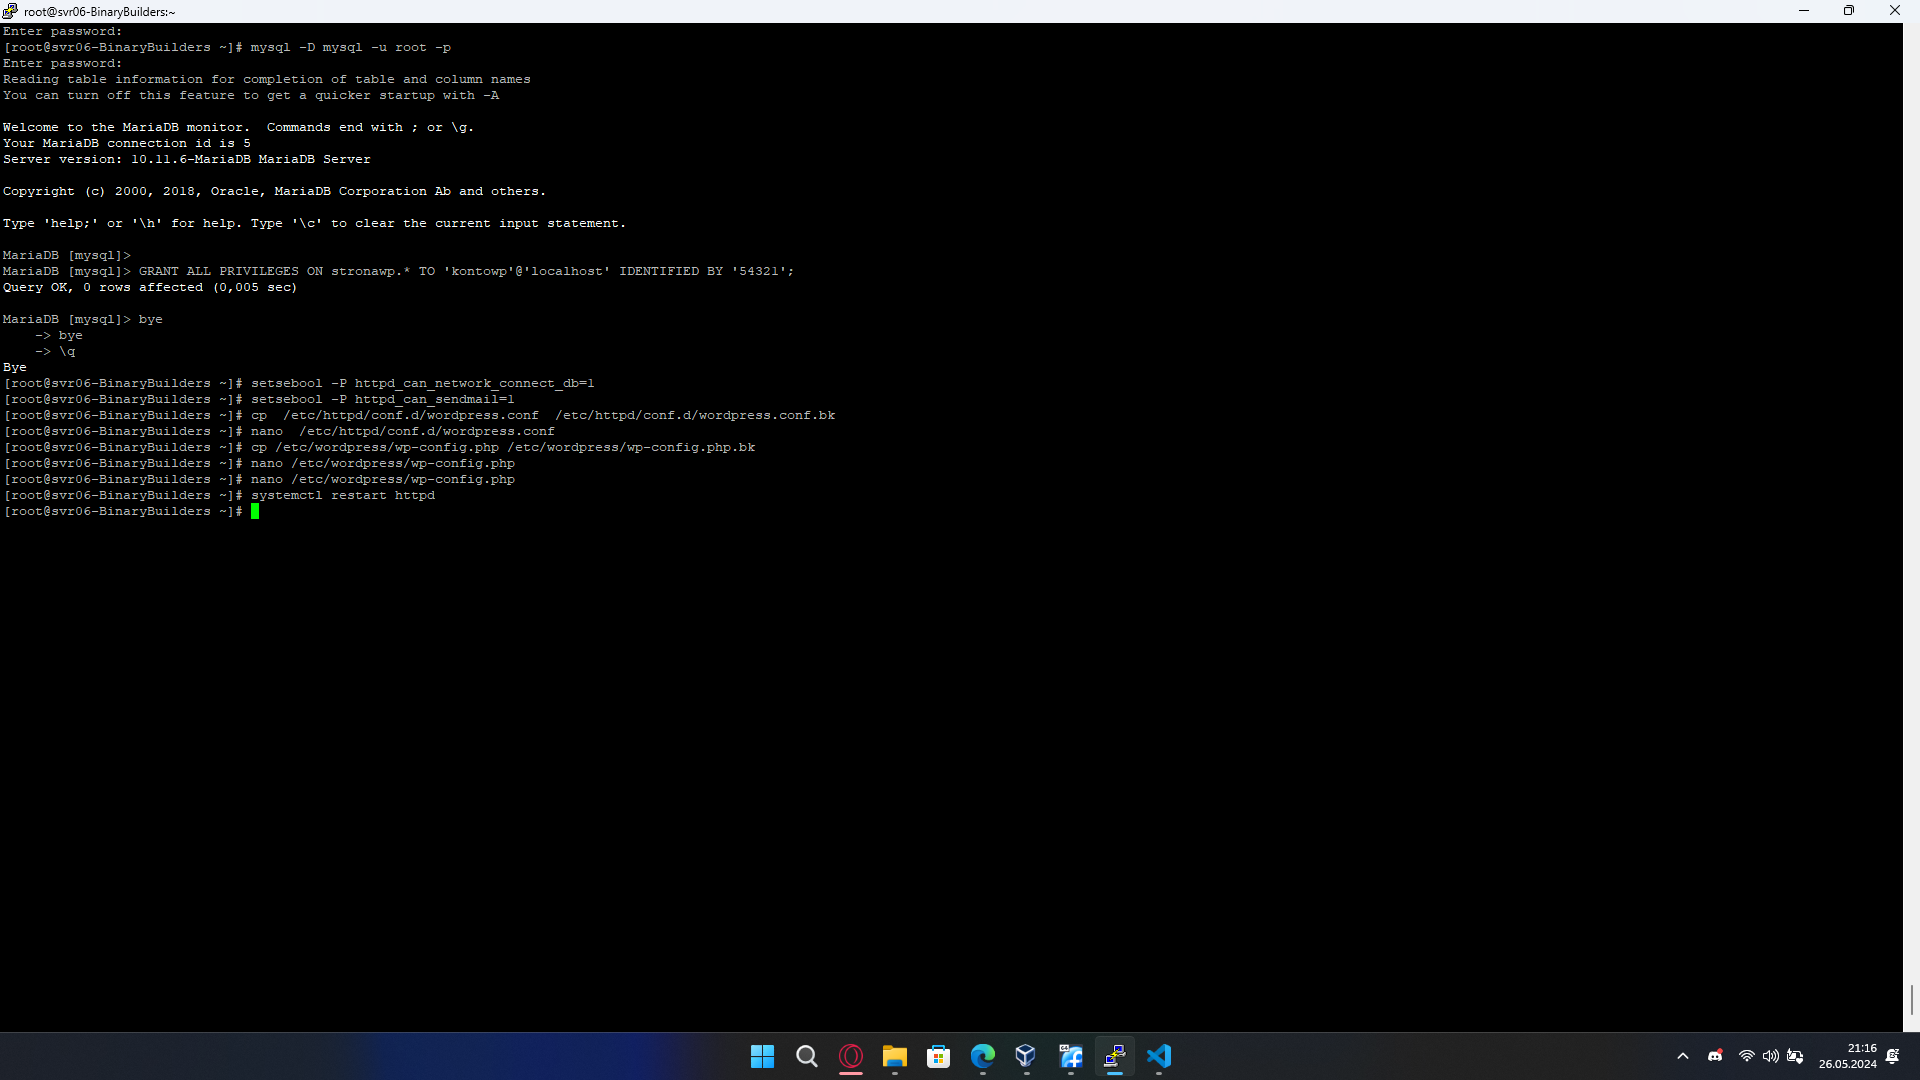 root@svr06-BinaryBuilders:~
Enter password:
[root@svr06-BinaryBuilders ~]# mysql -D mysql -u root -p
Enter password:
Reading table information for completion of table and column names
You can turn off this feature to get a quicker startup with -A
Welcome to the MariaDB monitor.  Commands end with ; or \g.
Your MariaDB connection id is 5
Server version: 10.11.6-MariaDB MariaDB Server
Copyright (c) 2000, 2018, Oracle, MariaDB Corporation Ab and others.
Type 'help;' or '\h' for help. Type '\c' to clear the current input statement.
MariaDB [mysql]>
MariaDB [mysql]> GRANT ALL PRIVILEGES ON stronawp.* TO 'kontowp'@'localhost' IDENTIFIED BY '54321';
Query OK, 0 rows affected (0,005 sec)
MariaDB [mysql]> bye
    -> bye
    -> \q
Bye
[root@svr06-BinaryBuilders ~]# setsebool -P httpd_can_network_connect_db=1
[root@svr06-BinaryBuilders ~]# setsebool -P httpd_can_sendmail=1
[root@svr06-BinaryBuilders ~]# cp  /etc/httpd/conf.d/wordpress.conf  /etc/httpd/conf.d/wordpress.conf.bk
[root@svr06-BinaryBuilders ~]# nano  /etc/httpd/conf.d/wordpress.conf
[root@svr06-BinaryBuilders ~]# cp /etc/wordpress/wp-config.php /etc/wordpress/wp-config.php.bk
[root@svr06-BinaryBuilders ~]# nano /etc/wordpress/wp-config.php
[root@svr06-BinaryBuilders ~]# nano /etc/wordpress/wp-config.php
[root@svr06-BinaryBuilders ~]# systemctl restart httpd
[root@svr06-BinaryBuilders ~]#
64
21:16
26.05.2024